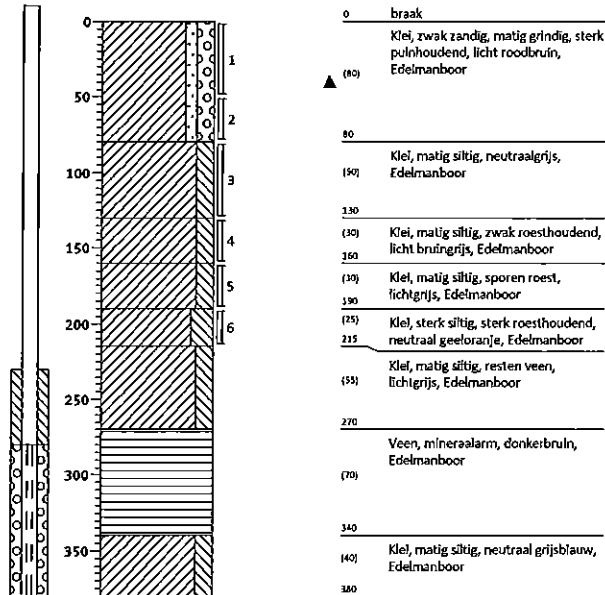 0 braak
0
Klei, zwak zandig, matig grindig, sterk
puinhoudend, licht roodbruin,
Edelmanboor
(80)
1
50
2
80
Klei, matig siltig, neutraalgrijs,
Edelmanboor
(50)
100
3
130
(30) Klei, matig siltig, zwak roesthoudend,
licht bruingrijs, Edelmanboor
150
4
160
(30) Klei, matig siltig, sporen roest,
lichtgrijs, Edelmanboor
5
190
(25) Klei, sterk siltig, sterk roesthoudend,
neutraal geeloranje, Edelmanboor
200
6
215
Klei, matig siltig, resten veen,
lichtgrijs, Edelmanboor
(55)
250
270
Veen, mineraalarm, donkerbruin,
Edelmanboor
(70)
300
340
Klei, matig siltig, neutraal grijsblauw,
Edelmanboor
(40)
350
380